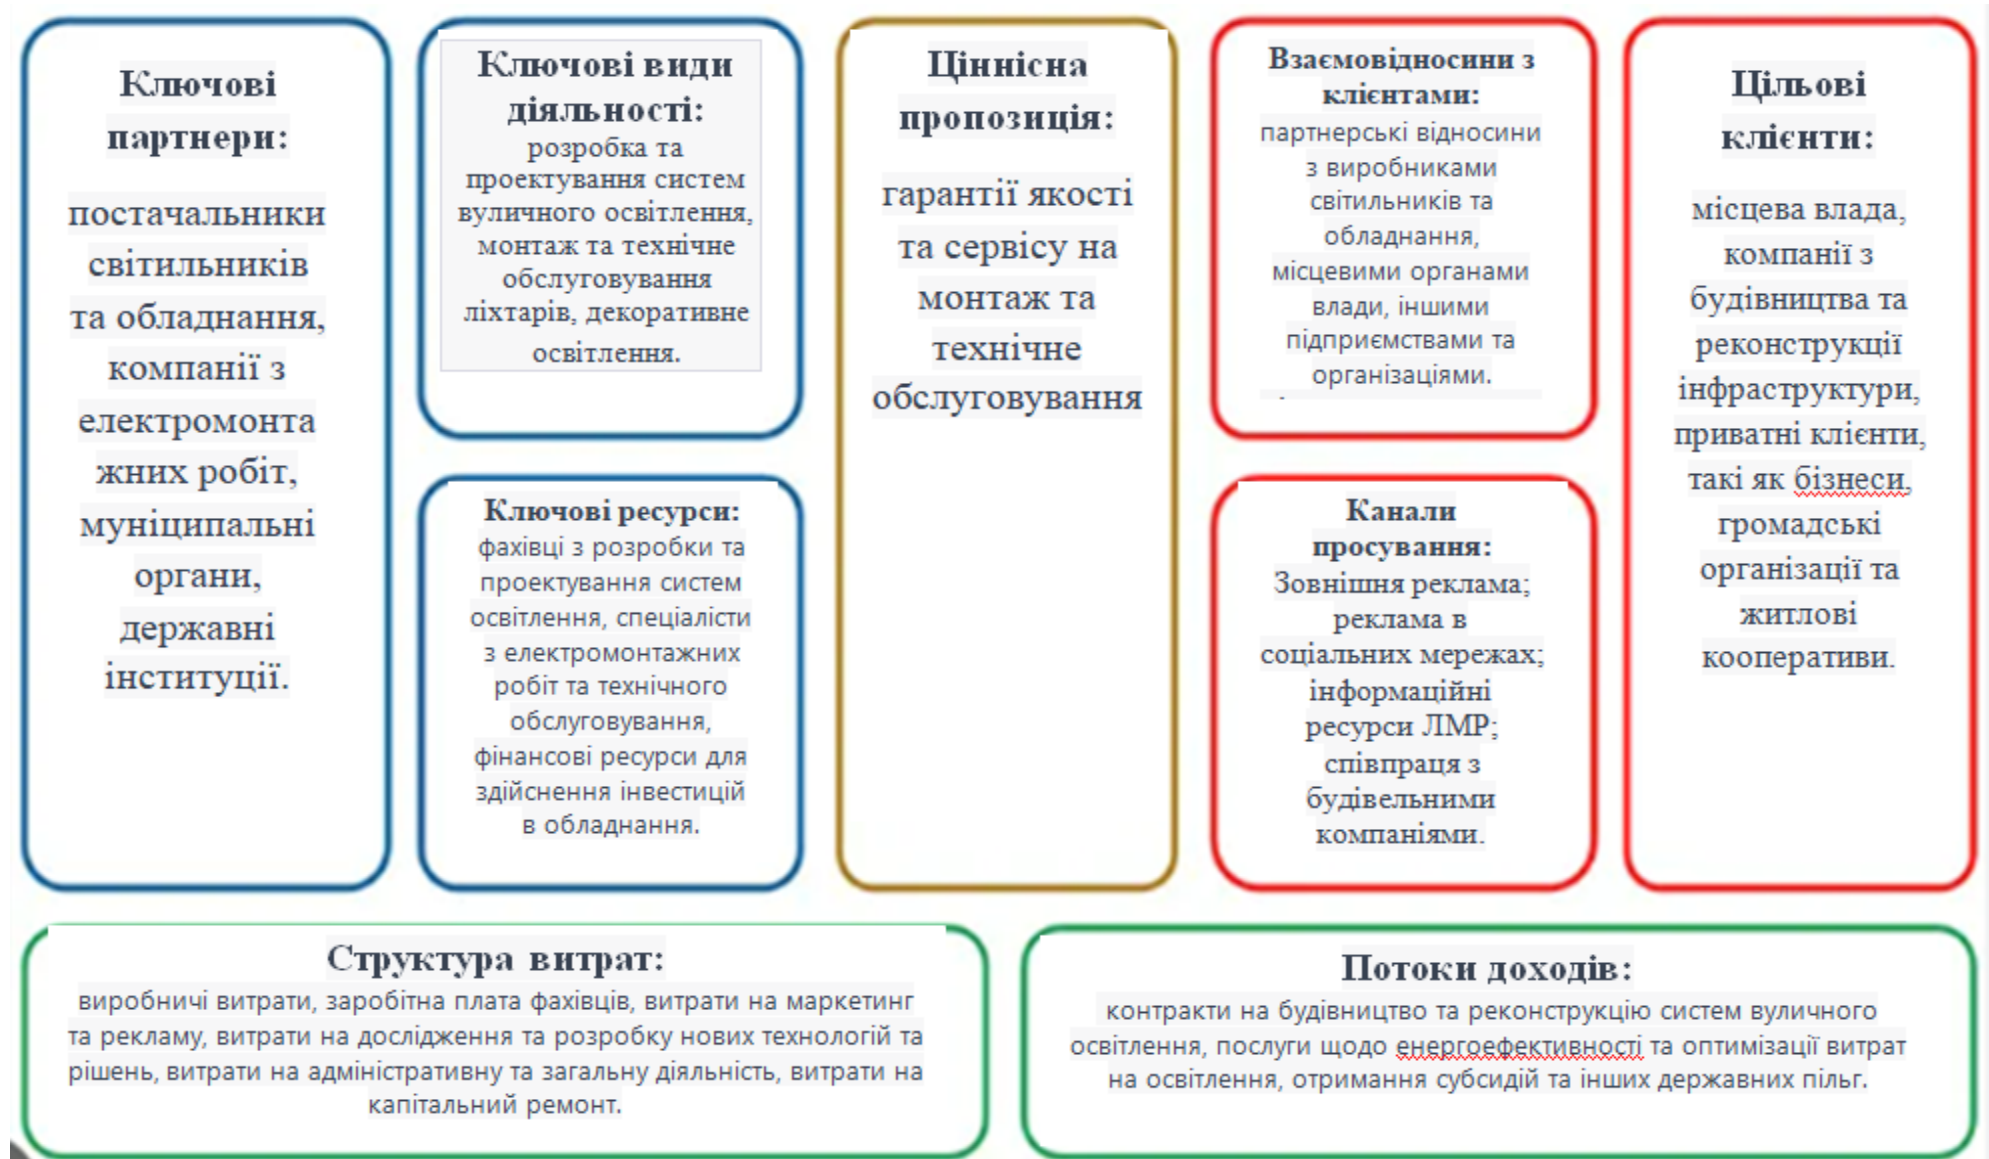 Ключові
партнери:
постачальники
світильників
та обладнання,
компанії з
електромонта
жних робіт,
муніципальні
органи,
державні
інституції.
Ключові види
діяльності:
розробка та
проектування систем
вуличного освітлення,
монтаж та технічне
обслуговування
ліхтарів, декоративне
освітлення.
Ключові ресурси:
фахівці з розробки та
проектування систем
освітлення, спеціалісти
з електромонтажних
робіт та технічного
обслуговування,
фінансові ресурси для
здійснення інвестицій
в обладнання.
Ціннісна
пропозиція:
гарантії якості
та сервісу на
монтаж та
технічне
обслуговування
Взаємовідносини з
клієнтами:
партнерські відносини
з виробниками
світильників та
обладнання,
місцевими органами
влади, іншими
підприємствами та
організаціями.
Канали
просування:
Зовнішня реклама;
реклама в
соціальних мережах;
інформаційні
ресурси ЛМР;
співпраця з
будівельними
компаніями.
Цільові
клієнти:
місцева влада,
компанії з
будівництва та
реконструкції
інфраструктури,
приватні клієнти,
такі як бізнеси,
громадські
організації та
житлові
кооперативи.
Структура витрат:
виробничі витрати, заробітна плата фахівців, витрати на маркетинг
та рекламу, витрати на дослідження та розробку нових технологій та
рішень, витрати на адміністративну та загальну діяльність, витрати на
капітальний ремонт.
Потоки доходів:
контракти на будівництво та реконструкцію систем вуличного
освітлення, послуги щодо енергоефективності та оптимізації витрат
на освітлення, отримання субсидій та інших державних пільг.